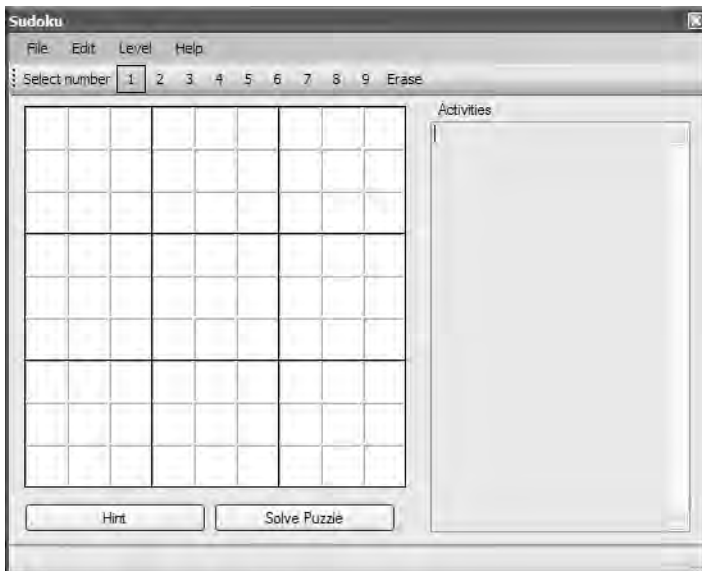 Sudoku
File Edit Level Help
Select number 1 2 3 4 5 6 7 8 9 Erase
Activities
Hint Solve Puzzle